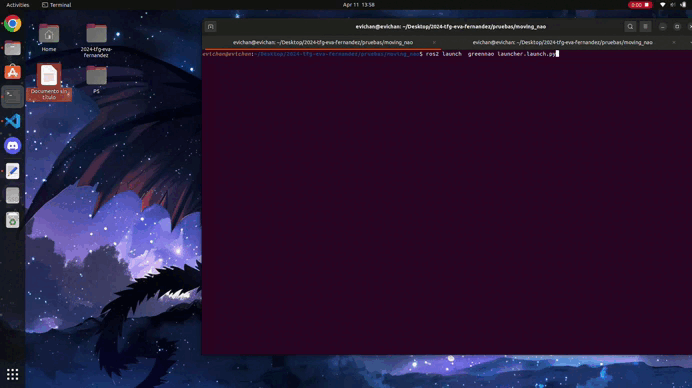 Activities
Terminal
Apr 11 13:58
0:00
evichan@evichan: ~/Desktop/2024-tfg-eva-fernandez/pruebas/moving_nao
evichan@evichan: ~/Desktop/2024-tfg-eva-fernandez/pruebas/moving_nao
evichan@evichan: ~/Desktop/2024-tfg-eva-fernandez/pruebas/moving_nao
evichan@evichan:~/Desktop/2024-tfg-eva-fernandez/pruebas/moving_nao$ ros2 launch greennao launcher.launch.py
Home
2024-tfg-eva-
fernandez
Documento sin
título
PS